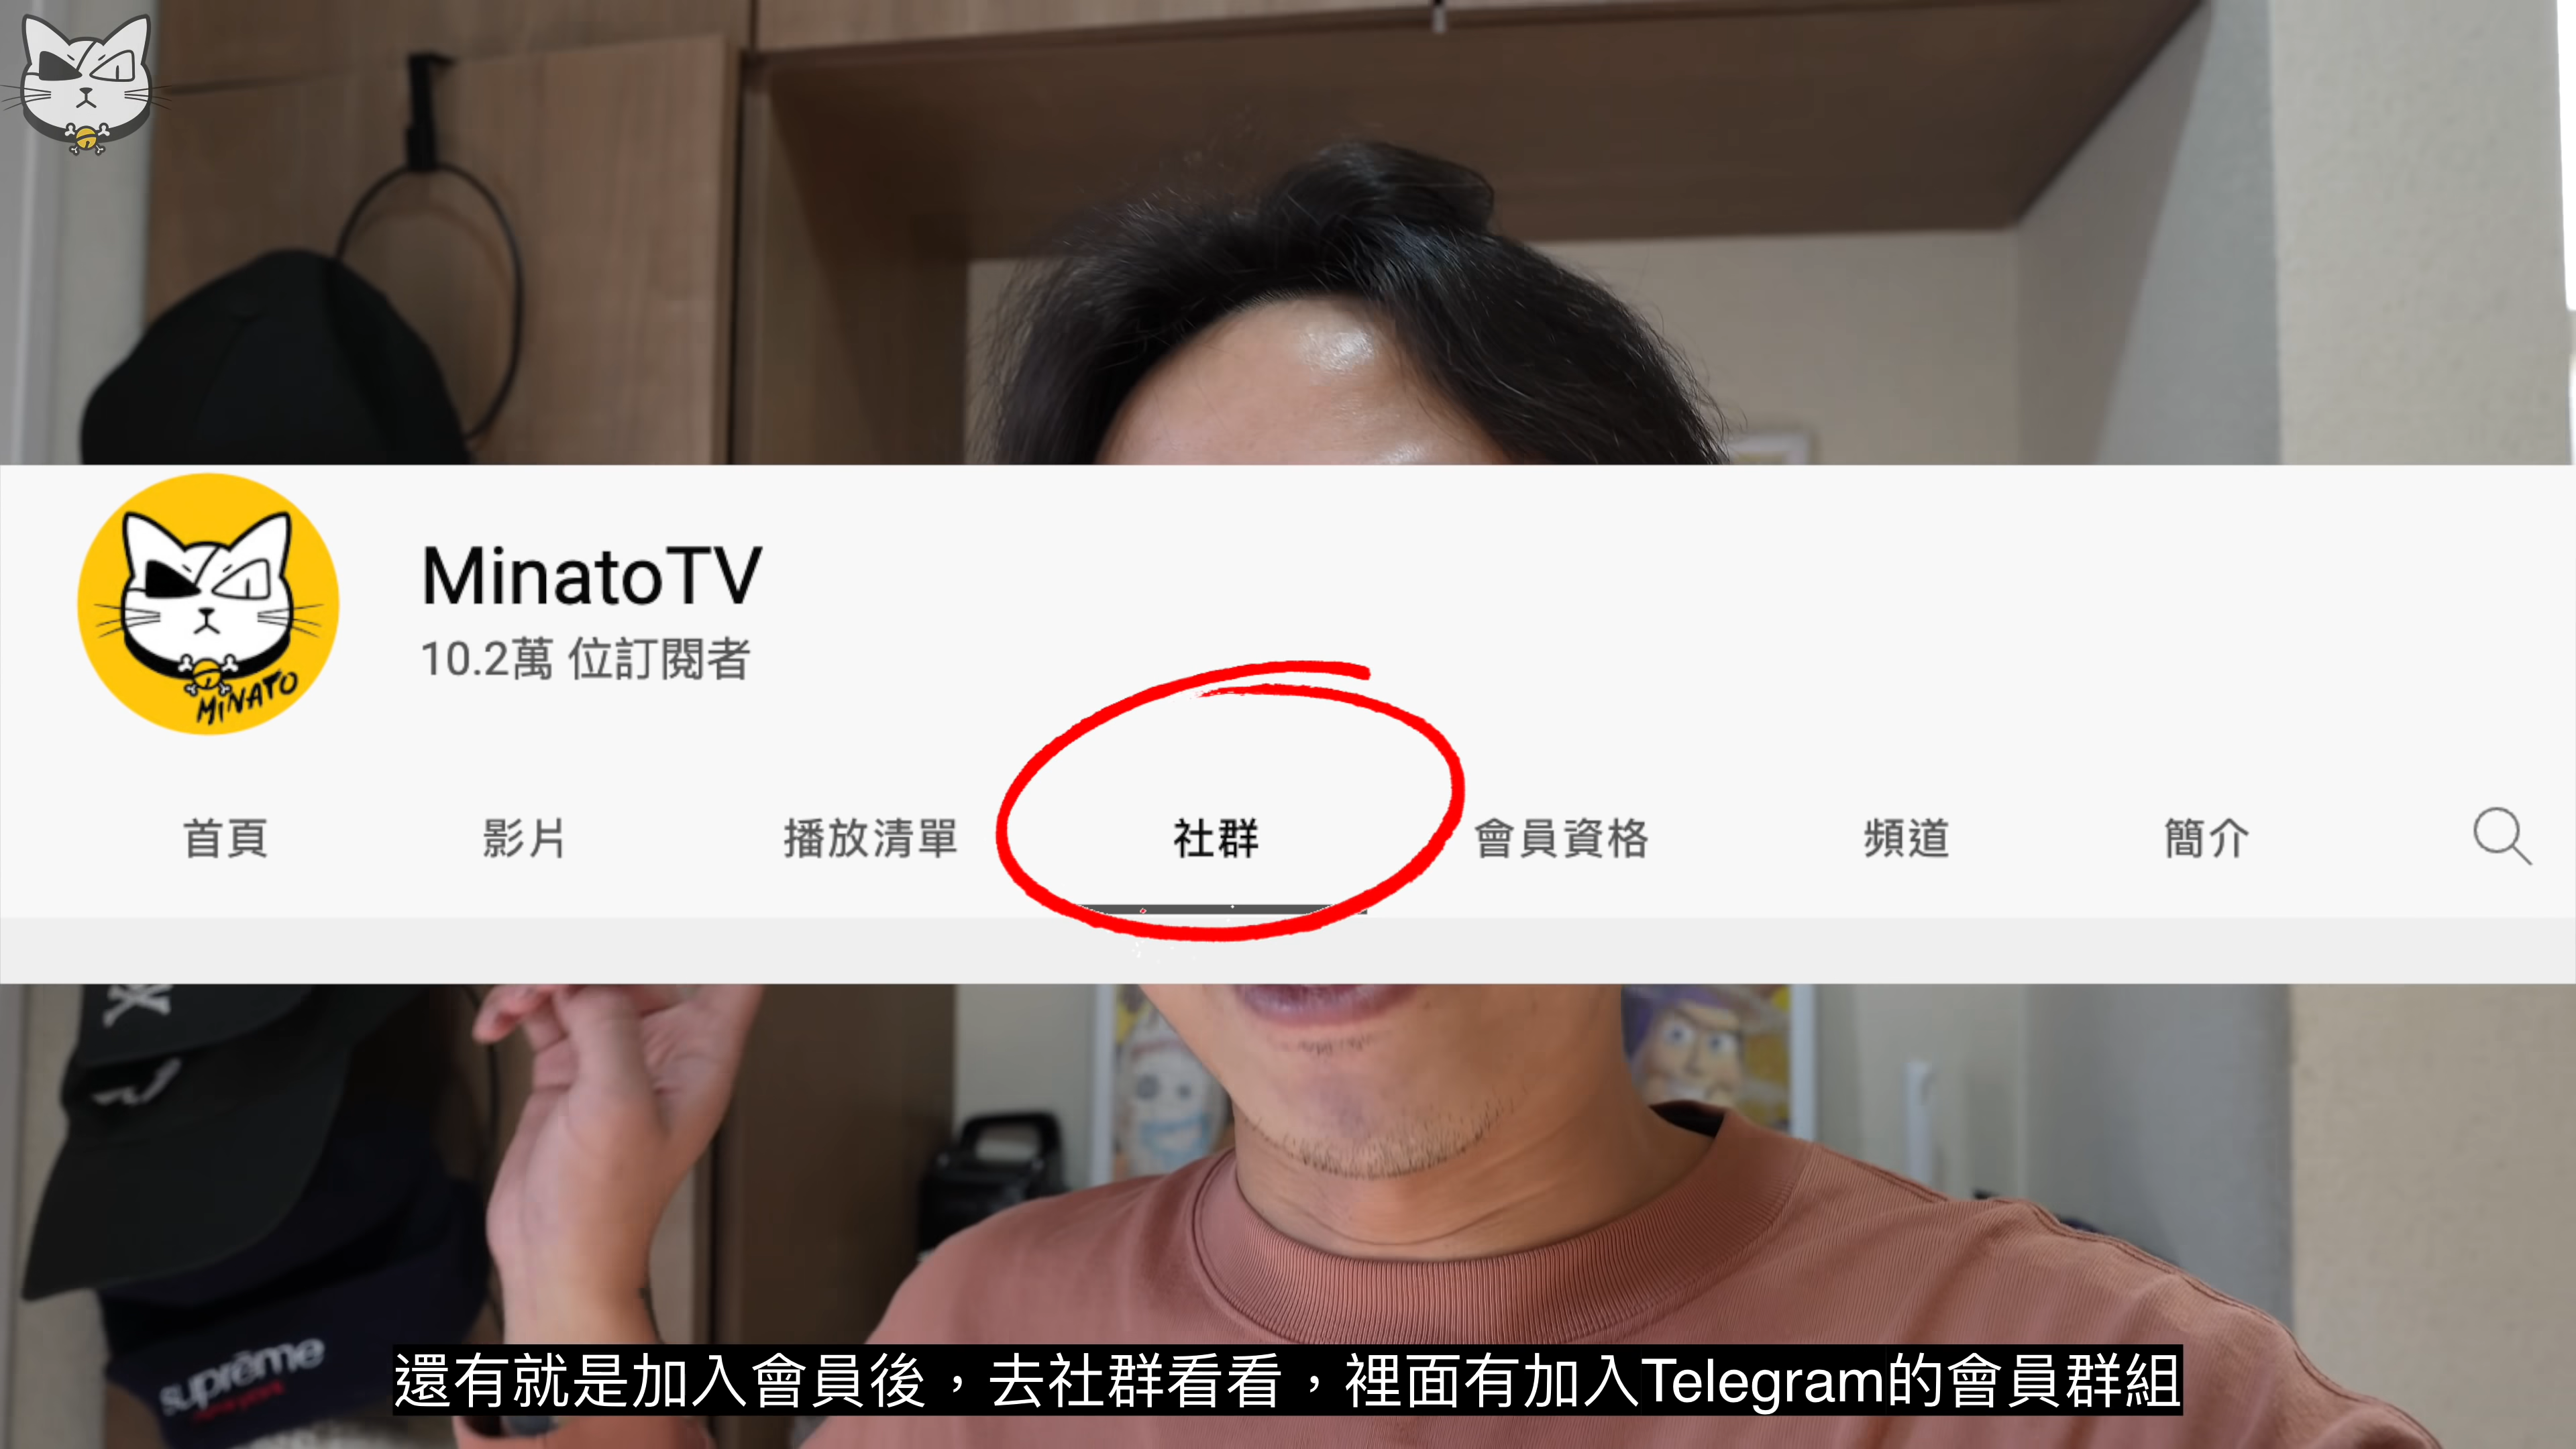 MinatoTV
10.2萬 位訂閱者
MINATO
首頁 影片 播放清單 社群 會員資格 頻道 簡介
supreme
還有就是加入會員後，去社群看看，裡面有加入Telegram的會員群組